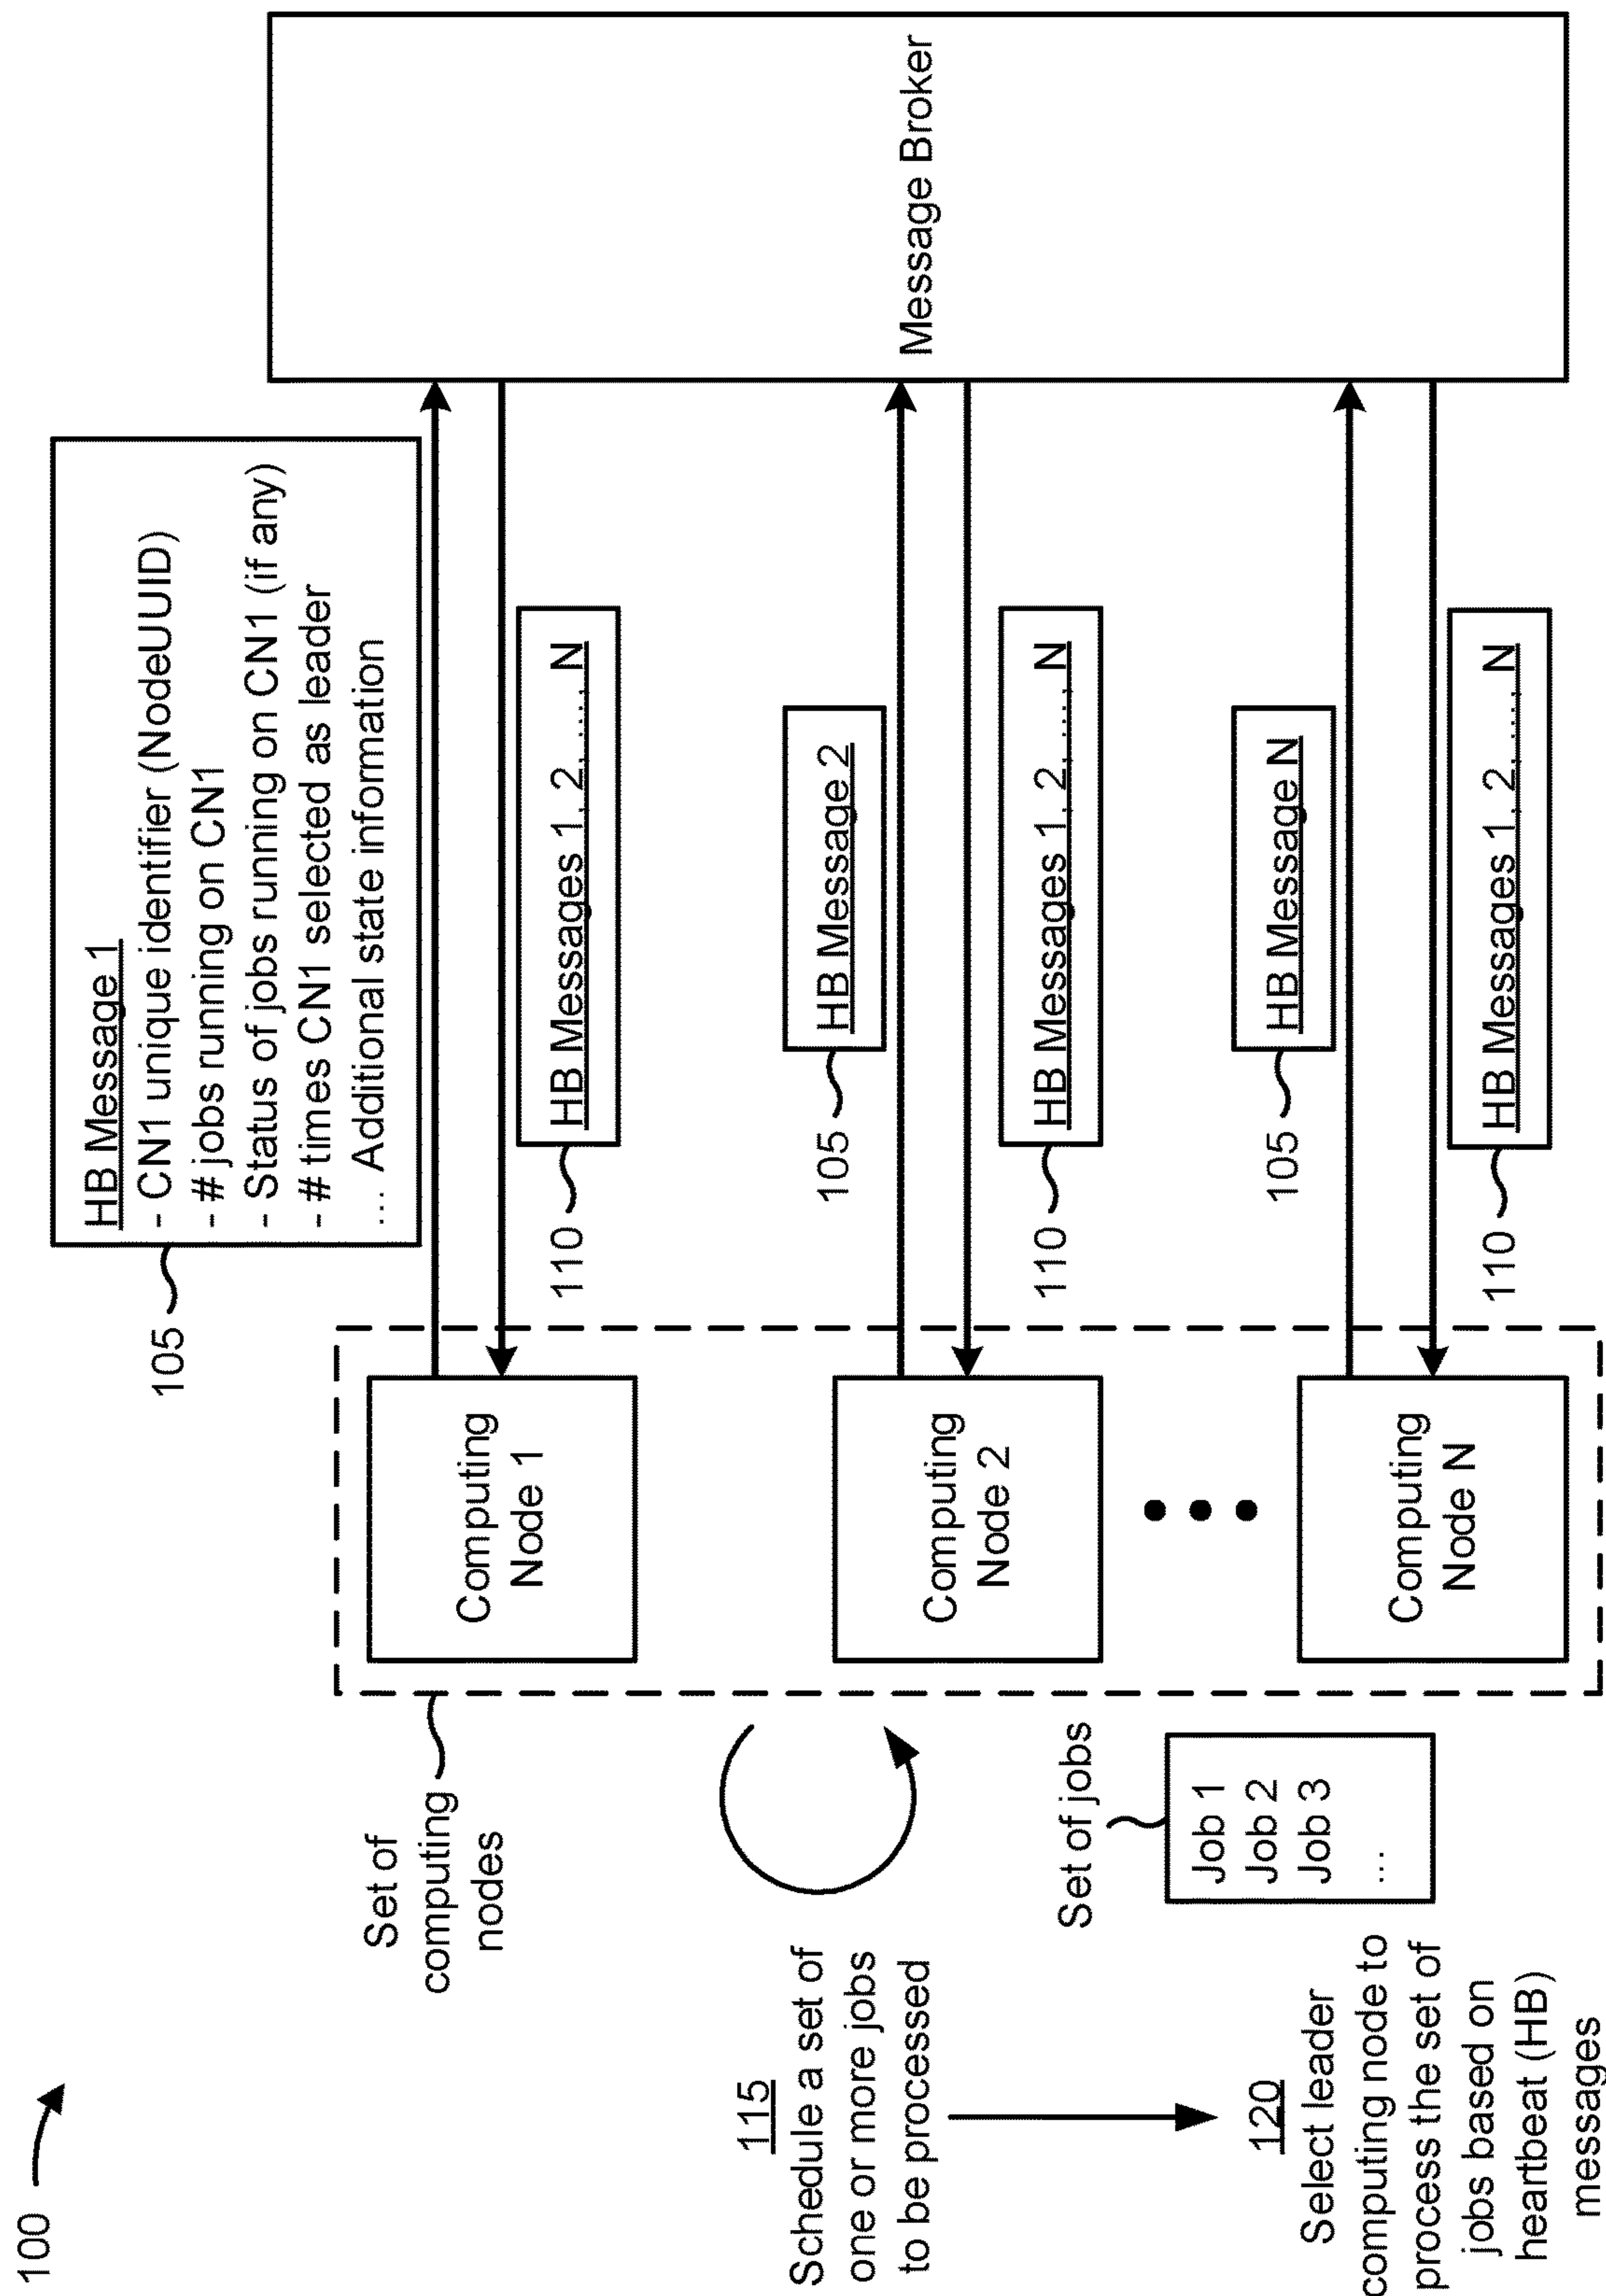 100
105
HB Message 1
- CN1 unique identifier (NodeUUID)
- # jobs running on CN1
- Status of jobs running on CN1 (if any)
- # times CN1 selected as leader
... Additional state information
Set of
computing
nodes
Computing
Node 1
110
HB Messages 1, 2, ..., N
115
Schedule a set of
one or more jobs
to be processed
105
HB Message 2
Computing
Node 2
Message Broker
110
HB Messages 1, 2, ..., N
Set of jobs
Job 1
Job 2
Job 3
...
105
HB Message N
120
Select leader
computing node to
process the set of
jobs based on
heartbeat (HB)
messages
Computing
Node N
110
HB Messages 1, 2, ..., N